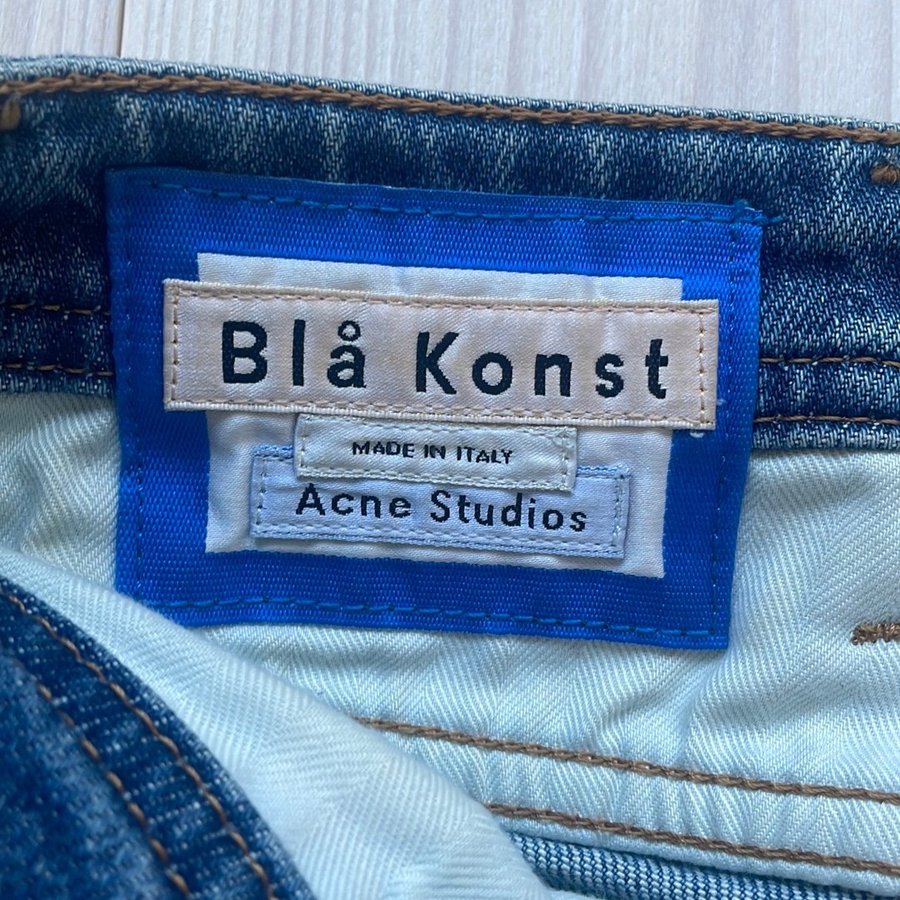 Blå Konst
MADE IN ITALY
Acne Studios